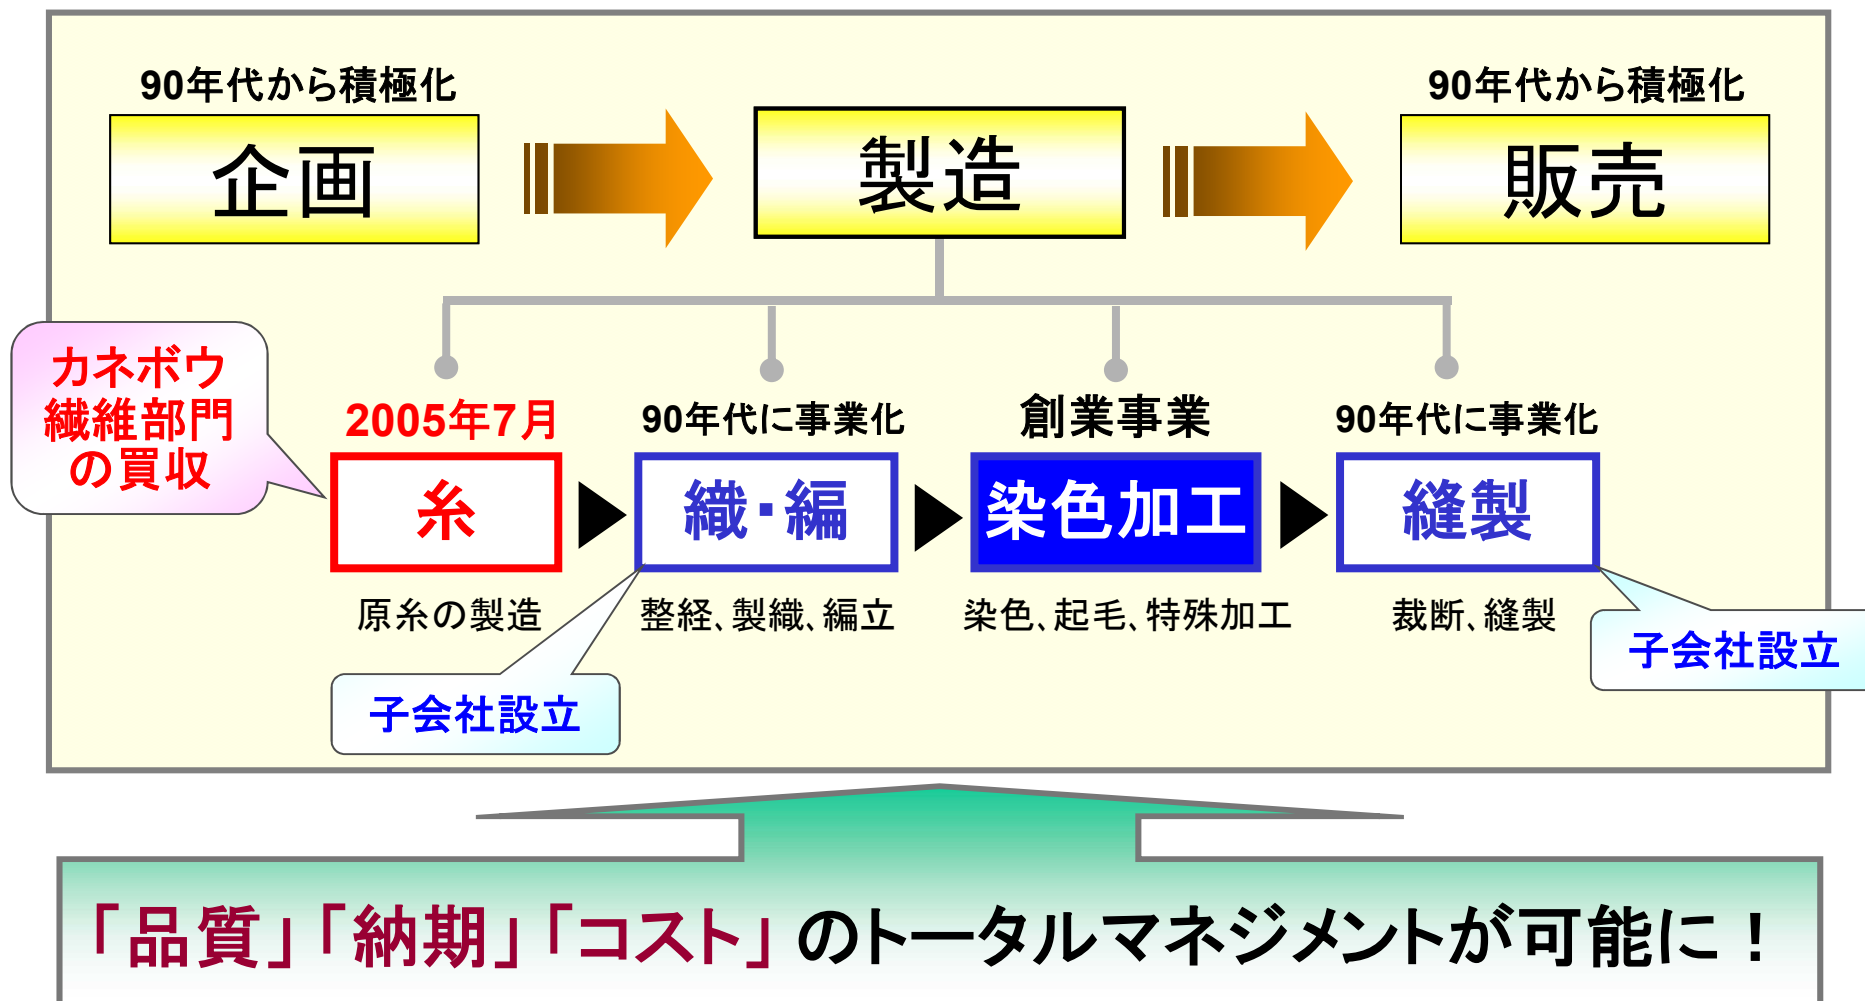 90年代から積極化
90年代から積極化
企画
製造
販売
カネボウ
繊維部門
の買収
2005年7月
90年代に事業化
創業事業
90年代に事業化
糸
織・編
染色加工
縫製
原糸の製造
整経、製織、編立
染色、起毛、特殊加工
裁断、縫製
子会社設立
子会社設立
「品質」「納期」「コスト」のトータルマネジメントが可能に！